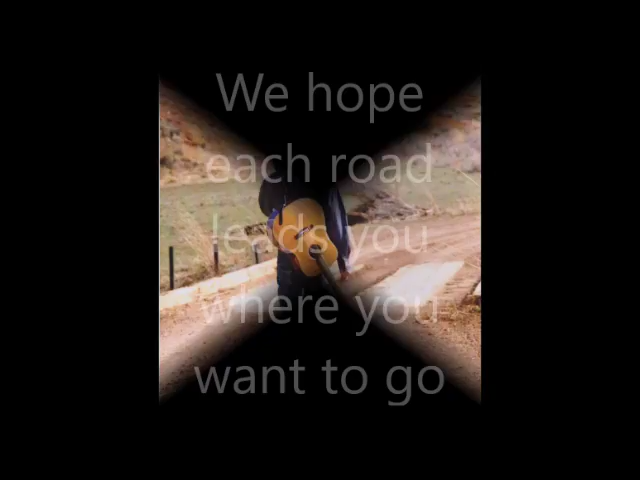 We hope
each road
leads you
where you
want to go